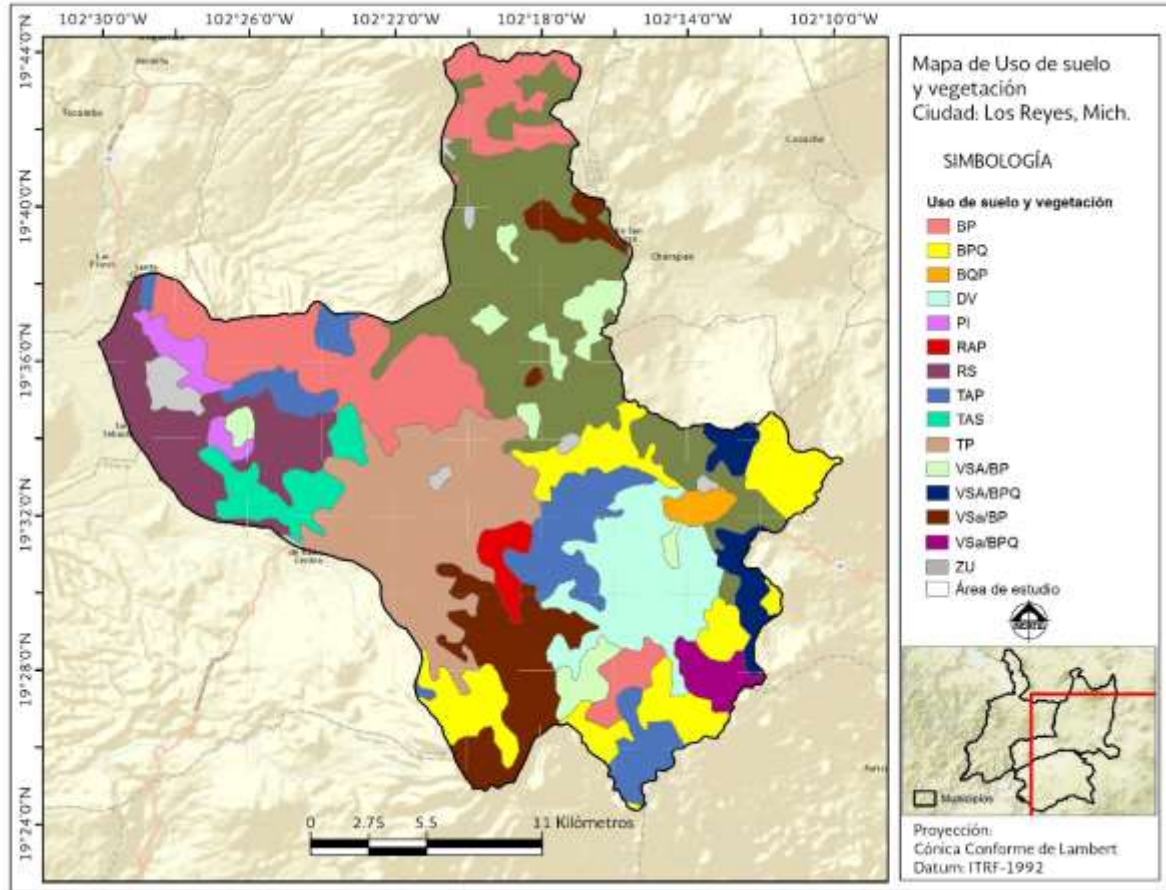 102°30'0"W
102°26'0"W
102°22'0"W
102°18'0"W
102°14'0"W
102°10'0"W
19°44'0"N
19°40'0"N
19°36'0"N
19°32'0"N
19°28'0"N
19°24'0"N
Tocumbo
Charapan
0 2.75 5.5 11 Kilómetros
Mapa de Uso de suelo
y vegetación
Ciudad: Los Reyes, Mich.
SIMBOLOGÍA
Uso de suelo y vegetación
BP
BPQ
BQP
DV
PI
RAP
RS
TAP
TAS
TP
VSA/BP
VSA/BPQ
VSa/BP
VSa/BPQ
ZU
Área de estudio
NORTE
Municipios
Proyección:
Cónica Conforme de Lambert
Datum: ITRF-1992